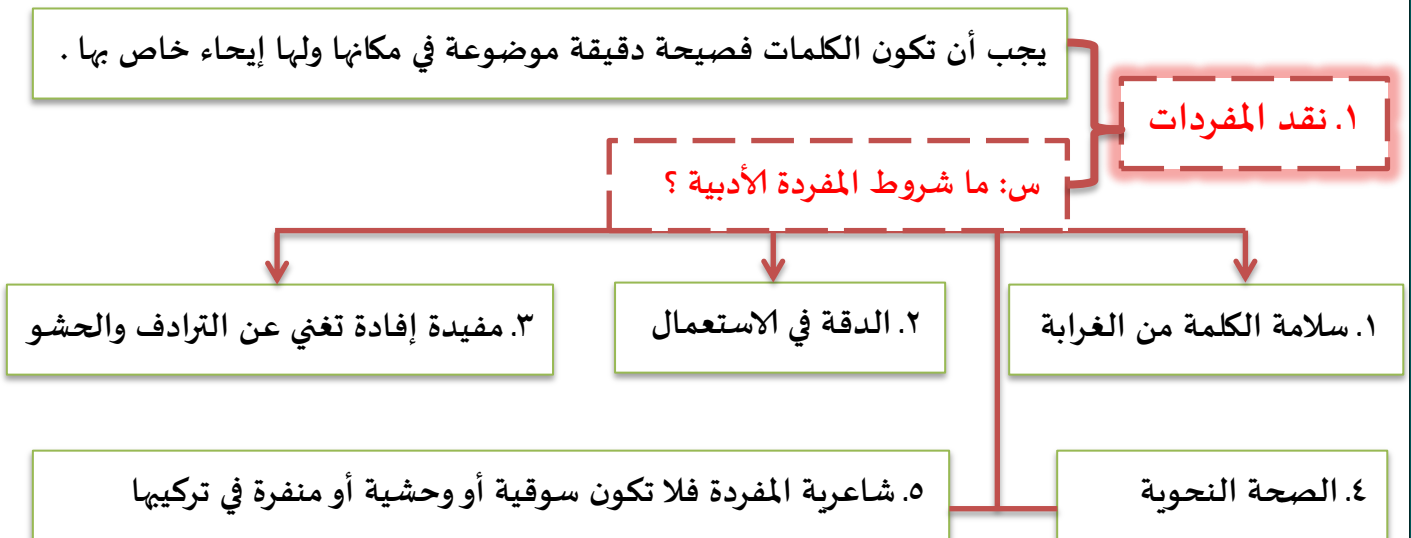 يجب أن تكون الكلمات فصيحة دقيقة موضوعة في مكانها ولها إيحاء خاص بها .
١. نقد المفردات
س: ما شروط المفردة الأدبية ؟
١. سلامة الكلمة من الغرابة
٢. الدقة في الاستعمال
٣. مفيدة إفادة تغني عن الترادف والحشو
٤. الصحة النحوية
٥. شاعرية المفردة فلا تكون سوقية أو وحشية أو منفرة في تركيبها